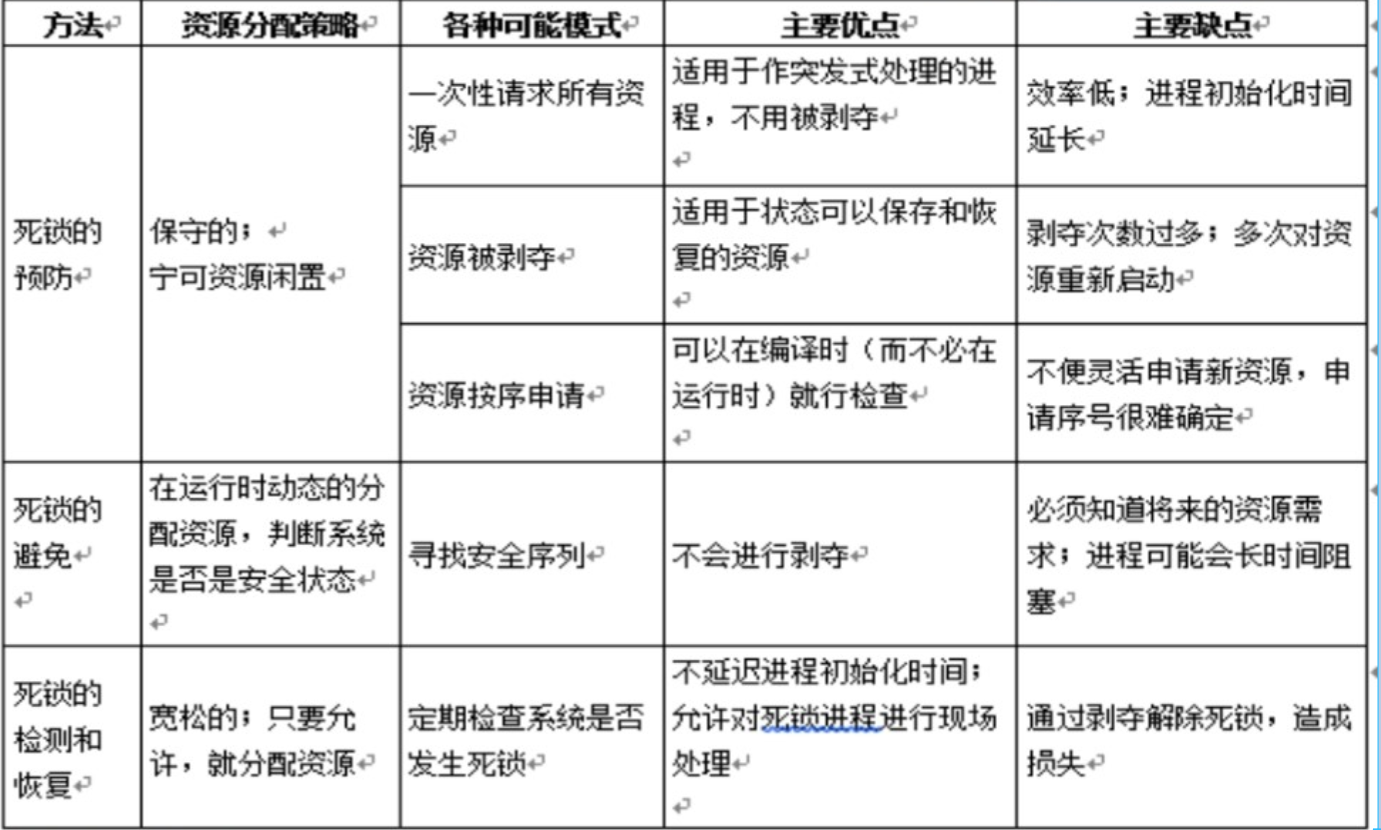 方法 资源分配策略 各种可能模式 主要优点 主要缺点
死锁的
预防
保守的；
宁可资源闲置
一次性请求所有资
源
适用于作突发式处理的进
程，不用被剥夺
效率低；进程初始化时间
延长
资源被剥夺
适用于状态可以保存和恢
复的资源
剥夺次数过多；多次对资
源重新启动
资源按序申请
可以在编译时（而不必在
运行时）就行检查
不便灵活申请新资源，申
请序号很难确定
死锁的
避免
在运行时动态的分
配资源，判断系统
是否是安全状态
寻找安全序列
不会进行剥夺
必须知道将来的资源需
求；进程可能会长时间阻
塞
死锁的
检测和
恢复
宽松的；只要允
许，就分配资源
定期检查系统是否
发生死锁
不延迟进程初始化时间；
允许对死锁进程进行现场
处理
通过剥夺解除死锁，造成
损失